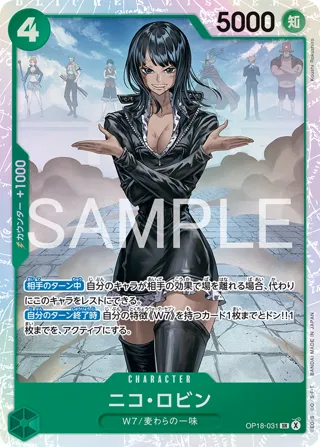 4
5000
知
カウンター+1000
SAMPLE
相手のターン中 自分のキャラが相手の効果で場を離れる場合、代わ
りにこのキャラをレストにできる。
自分のターン終了時 自分の特徴《W7》を持つカード1枚までとドン!!1
枚までを、アクティブにする。
CHARACTER
ニコ・ロビン
W7/麦わらの一味
OP18-031 SR X
BANDAI MADE IN JAPAN